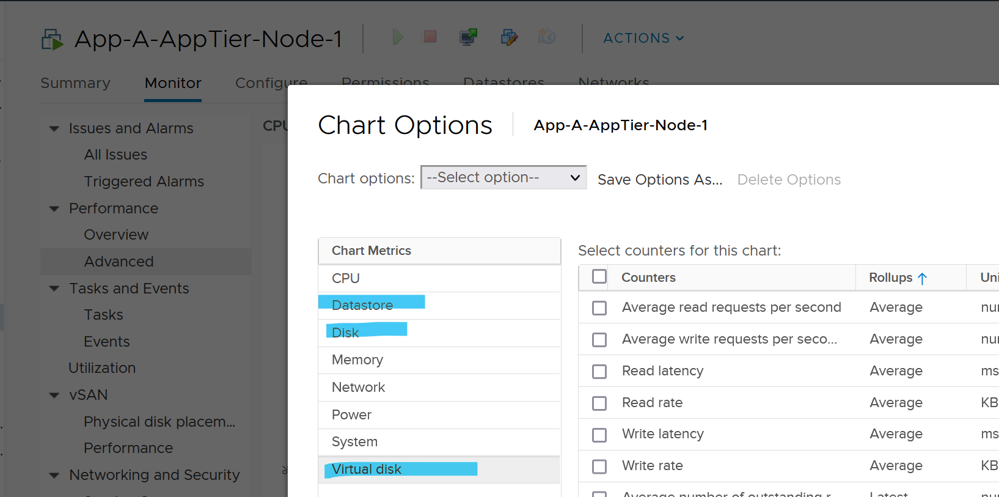 App-A-AppTier-Node-1
ACTIONS
Summary Monitor Configure Permissions Datastores Networks
Issues and Alarms
All Issues
Triggered Alarms
Performance
Overview
Advanced
Tasks and Events
Tasks
Events
Utilization
vSAN
Physical disk placem...
Performance
Networking and Security
CPU
Chart Options
App-A-AppTier-Node-1
Chart options: --Select option-- Save Options As... Delete Options
Chart Metrics
CPU
Datastore
Disk
Memory
Network
Power
System
Virtual disk
Select counters for this chart:
Counters Rollups Uni
Average read requests per second Average nu
Average write requests per seco... Average nu
Read latency Average ms
Read rate Average KB
Write latency Average ms
Write rate Average KB
Average number of outstanding r Latest